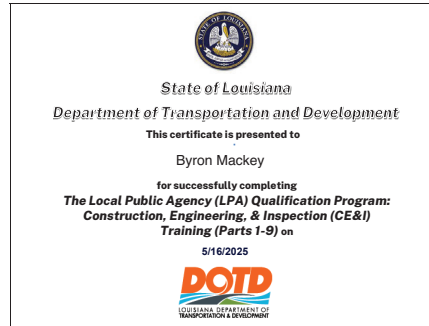 State of Louisiana
Department of Transportation and Development
This certificate is presented to
Byron Mackey
for successfully completing
The Local Public Agency (LPA) Qualification Program:
Construction, Engineering, & Inspection (CE&I)
Training (Parts 1-9) on
5/16/2025
DOTD
LOUISIANA DEPARTMENT OF
TRANSPORTATION & DEVELOPMENT